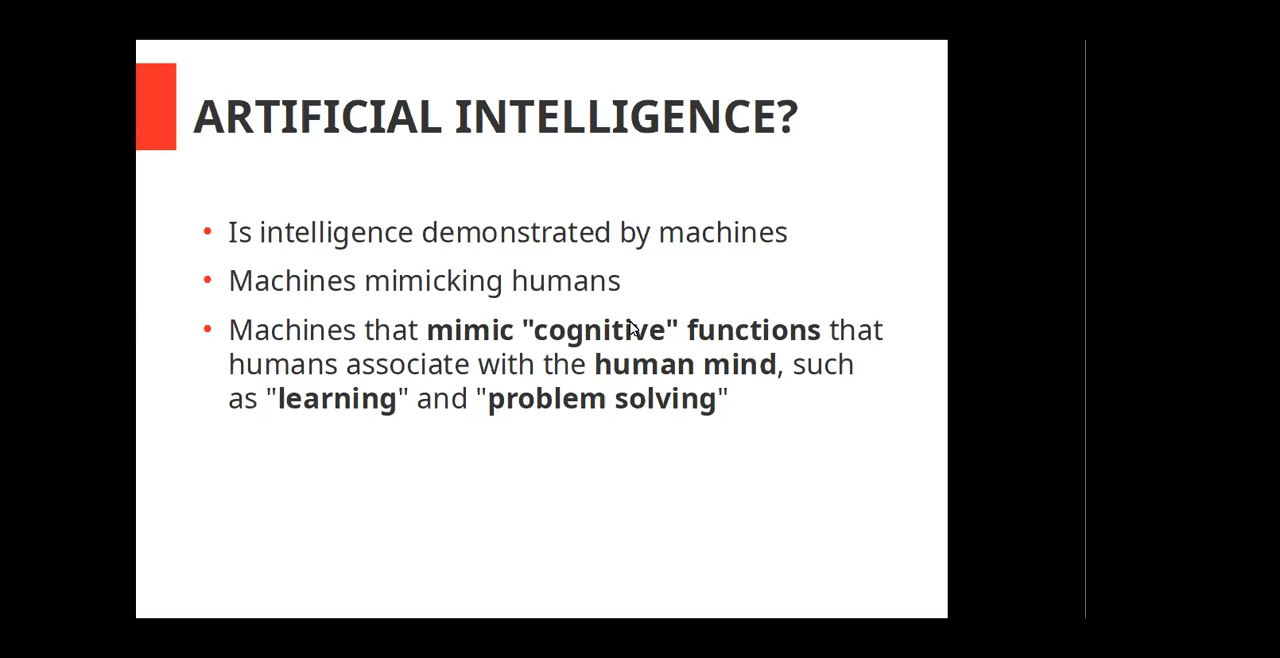 ARTIFICIAL INTELLIGENCE?
• Is intelligence demonstrated by machines
• Machines mimicking humans
• Machines that mimic "cognitive" functions that
humans associate with the human mind, such
as "learning" and "problem solving"